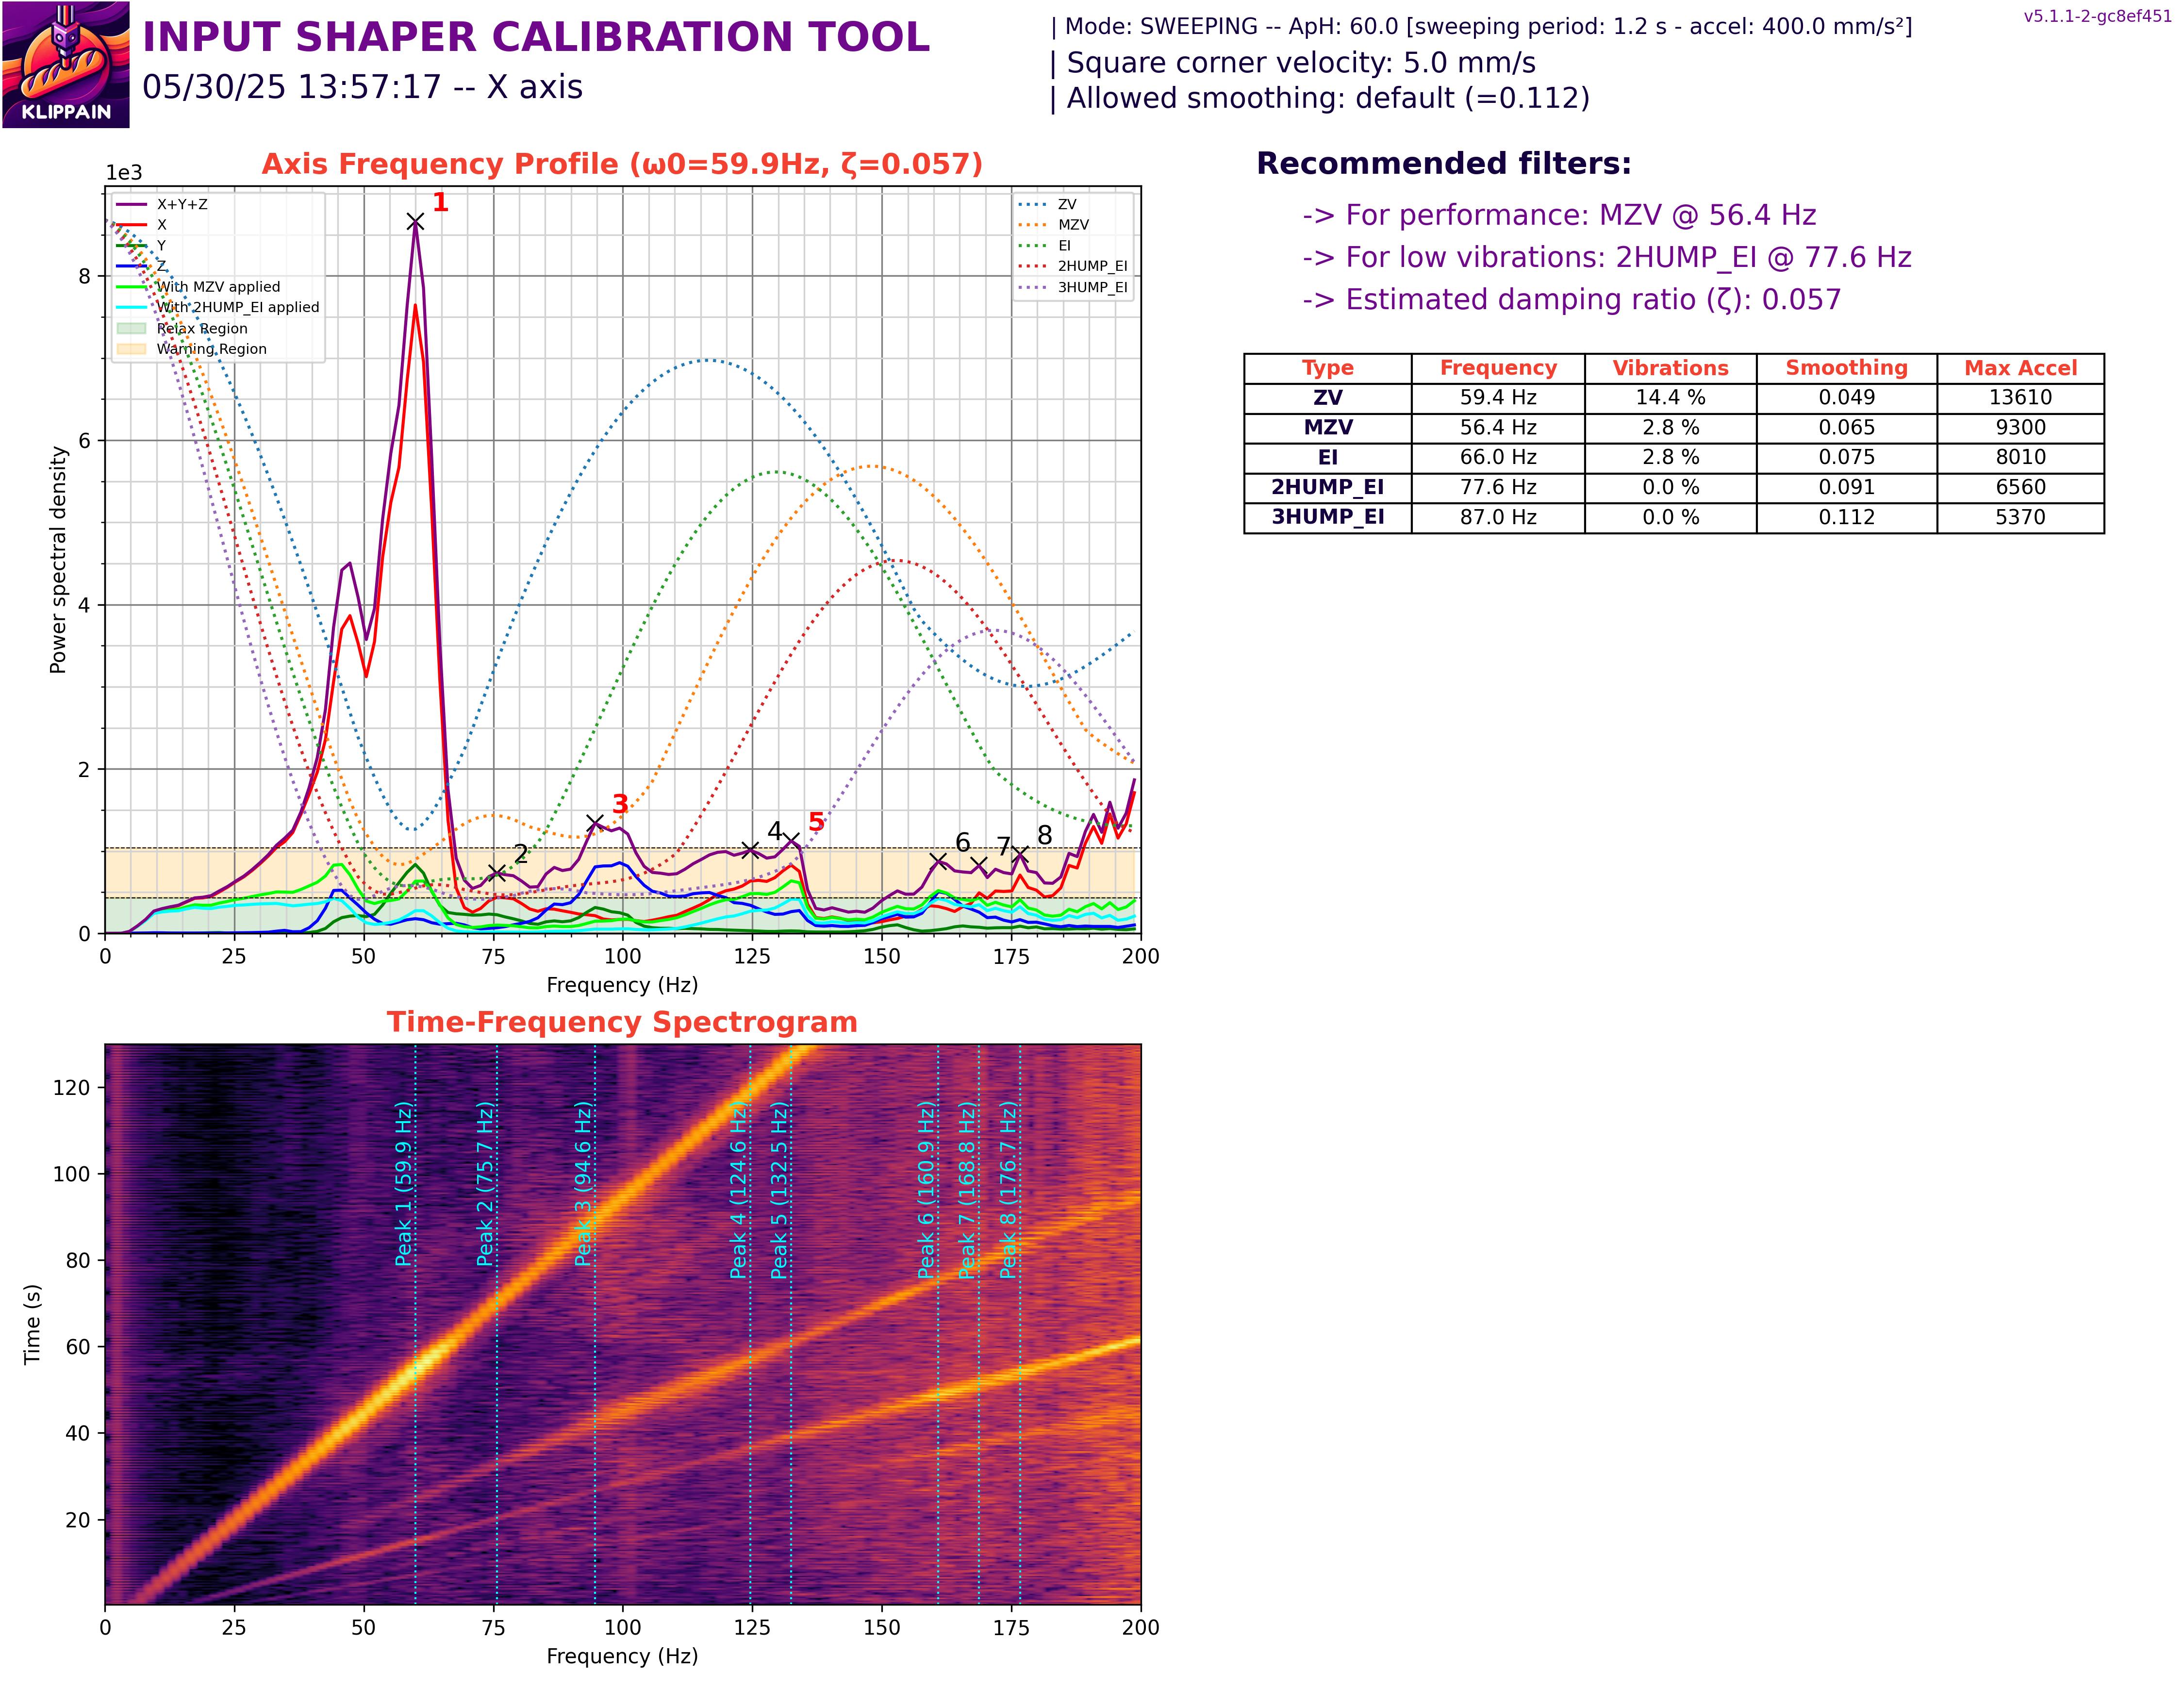 INPUT SHAPER CALIBRATION TOOL
05/30/25 13:57:17 -- X axis
KLIPPAIN
| Mode: SWEEPING -- ApH: 60.0 [sweeping period: 1.2 s - accel: 400.0 mm/s²]
| Square corner velocity: 5.0 mm/s
| Allowed smoothing: default (=0.112)
v5.1.1-2-gc8ef451
Axis Frequency Profile (ω0=59.9Hz, ζ=0.057)
1e3
X+Y+Z
X
Y
Z
With MZV applied
With 2HUMP_EI applied
Relax Region
Warning Region
ZV
MZV
EI
2HUMP_EI
3HUMP_EI
1
2
3
4
5
6
7
8
Power spectral density
8
6
4
2
0
0 25 50 75 100 125 150 175 200
Frequency (Hz)
Recommended filters:
-> For performance: MZV @ 56.4 Hz
-> For low vibrations: 2HUMP_EI @ 77.6 Hz
-> Estimated damping ratio (ζ): 0.057
Type Frequency Vibrations Smoothing Max Accel
ZV 59.4 Hz 14.4 % 0.049 13610
MZV 56.4 Hz 2.8 % 0.065 9300
EI 66.0 Hz 2.8 % 0.075 8010
2HUMP_EI 77.6 Hz 0.0 % 0.091 6560
3HUMP_EI 87.0 Hz 0.0 % 0.112 5370
Time-Frequency Spectrogram
Time (s)
120
100
80
60
40
20
Peak 1 (59.9 Hz)
Peak 2 (75.7 Hz)
Peak 3 (94.6 Hz)
Peak 4 (124.6 Hz)
Peak 5 (132.5 Hz)
Peak 6 (160.9 Hz)
Peak 7 (168.8 Hz)
Peak 8 (176.7 Hz)
0 25 50 75 100 125 150 175 200
Frequency (Hz)